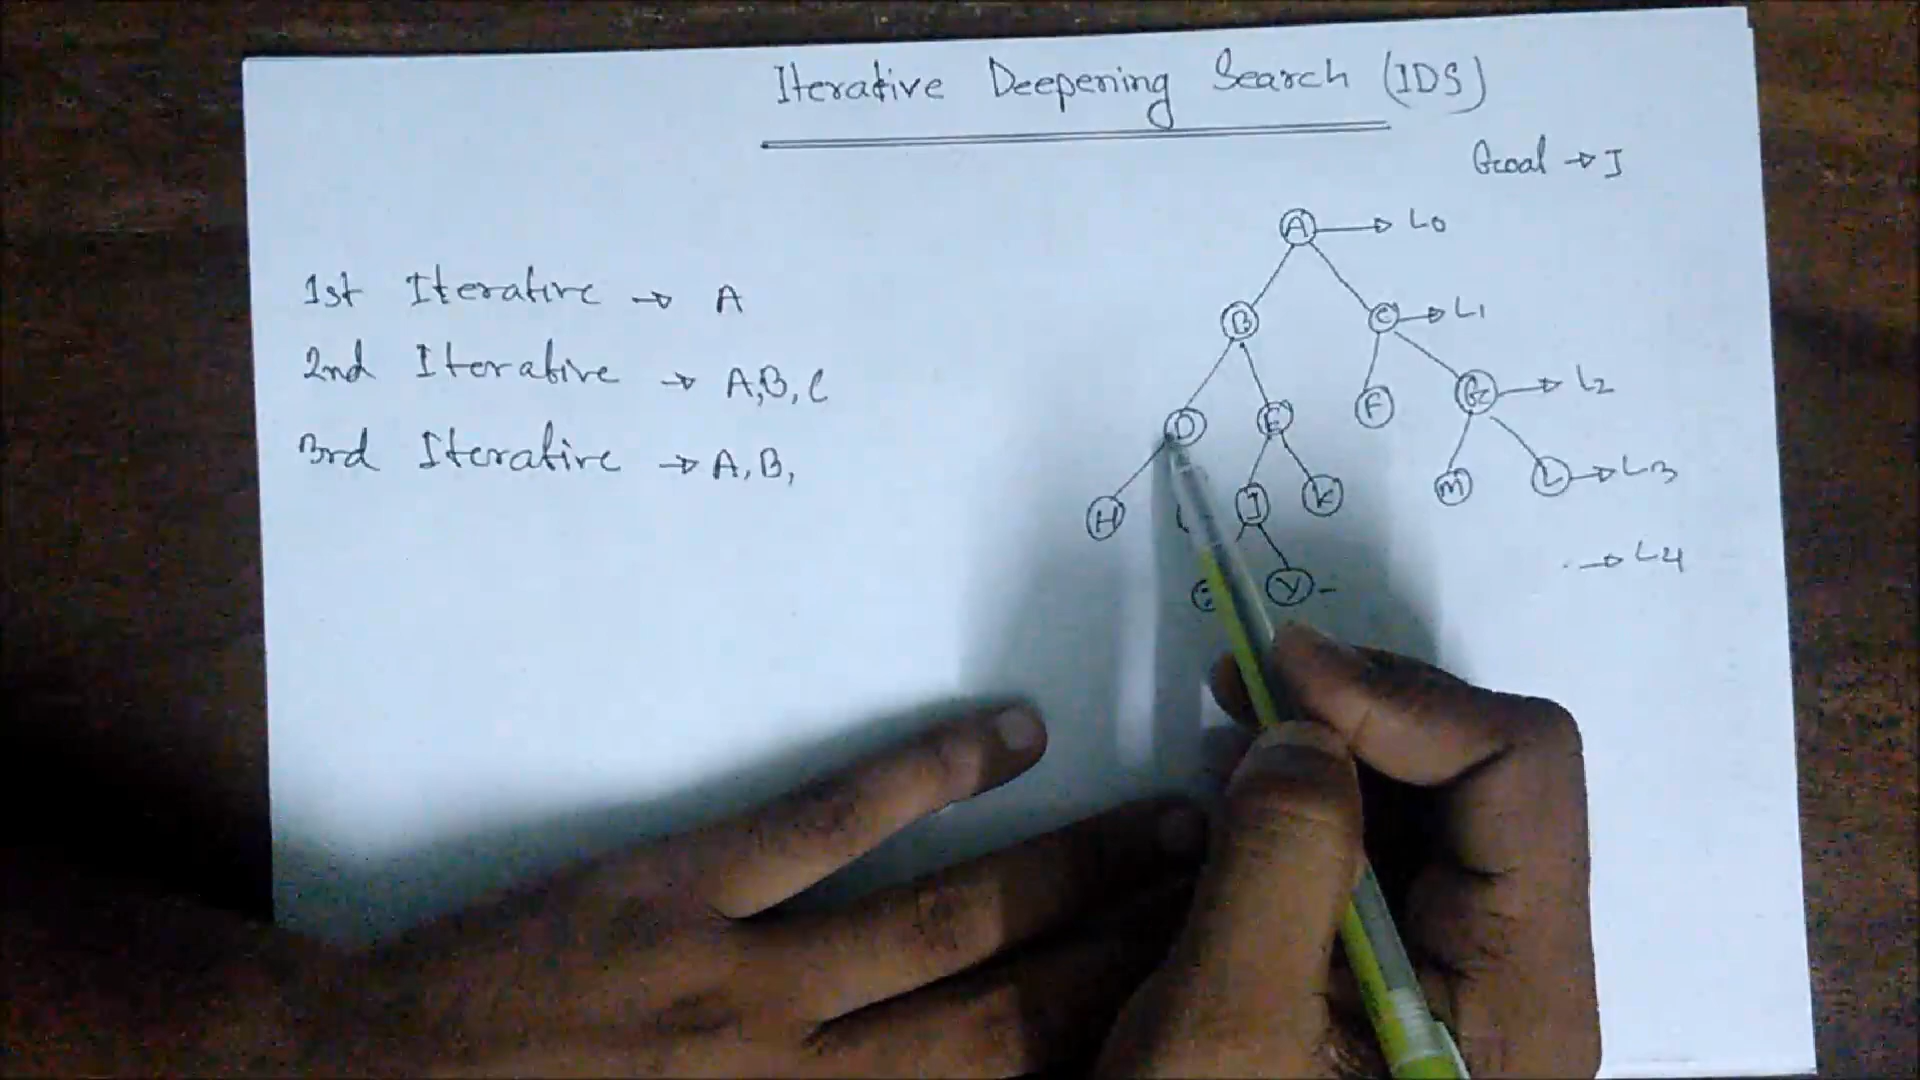 Iterative Deepening Search (IDS)
Goal → J
1st Iterative → A
2nd Iterative → A,B,C
3rd Iterative → A,B,
A → L0
B C → L1
D E F G → L2
H J K M L → L3
Y → L4